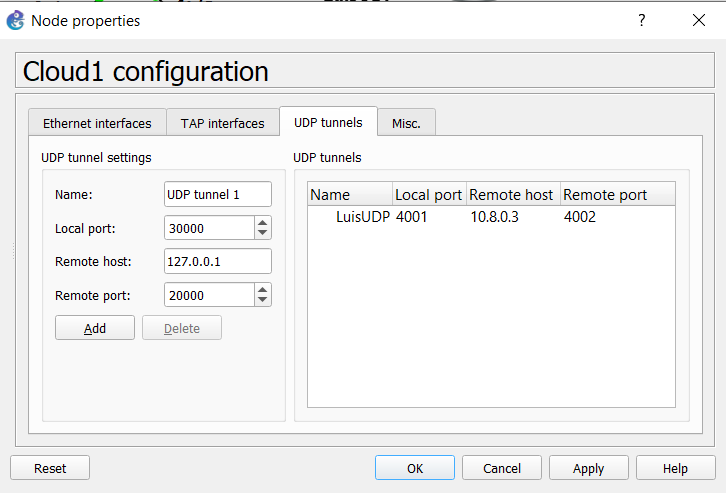 Node properties
?
Cloud1 configuration
Ethernet interfaces TAP interfaces UDP tunnels Misc.
UDP tunnel settings
Name: UDP tunnel 1
Local port: 30000
Remote host: 127.0.0.1
Remote port: 20000
Add Delete
UDP tunnels
Name Local port Remote host Remote port
LuisUDP 4001 10.8.0.3 4002
Reset OK Cancel Apply Help